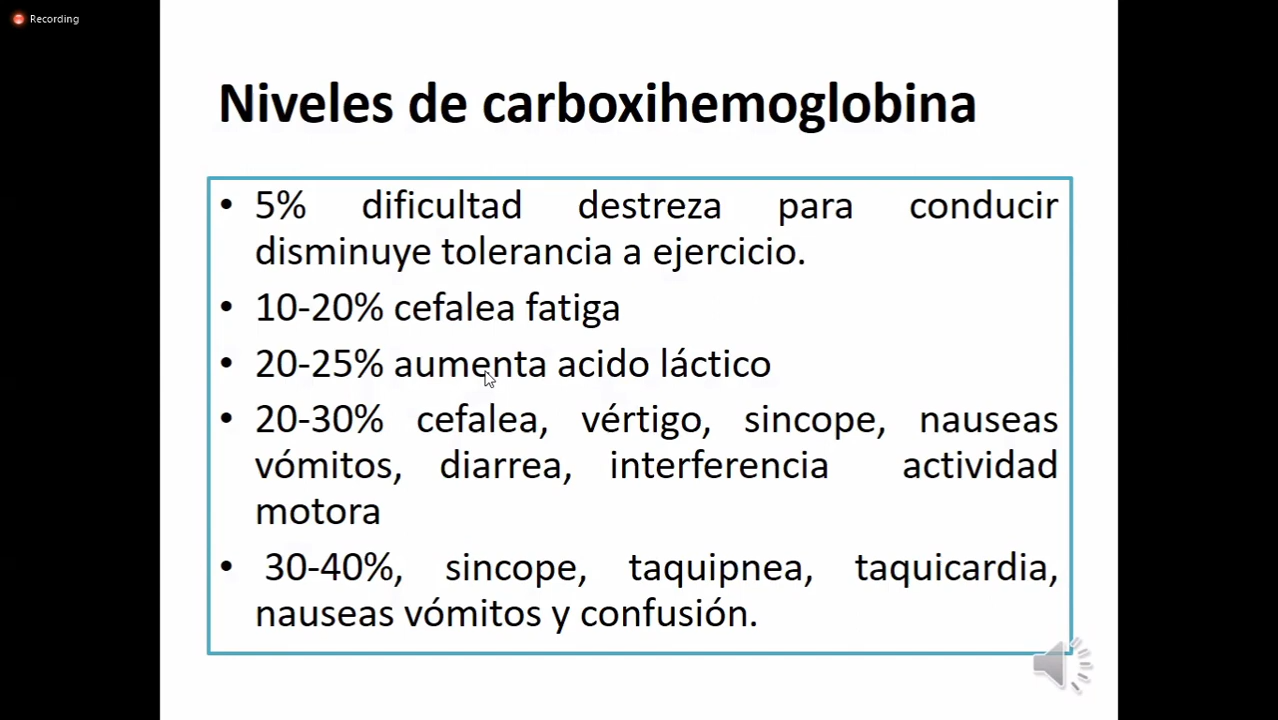 Recording
Niveles de carboxihemoglobina
• 5% dificultad destreza para conducir
disminuye tolerancia a ejercicio.
• 10-20% cefalea fatiga
• 20-25% aumenta acido láctico
• 20-30% cefalea, vértigo, sincope, nauseas
vómitos, diarrea, interferencia actividad
motora
• 30-40%, sincope, taquipnea, taquicardia,
nauseas vómitos y confusión.